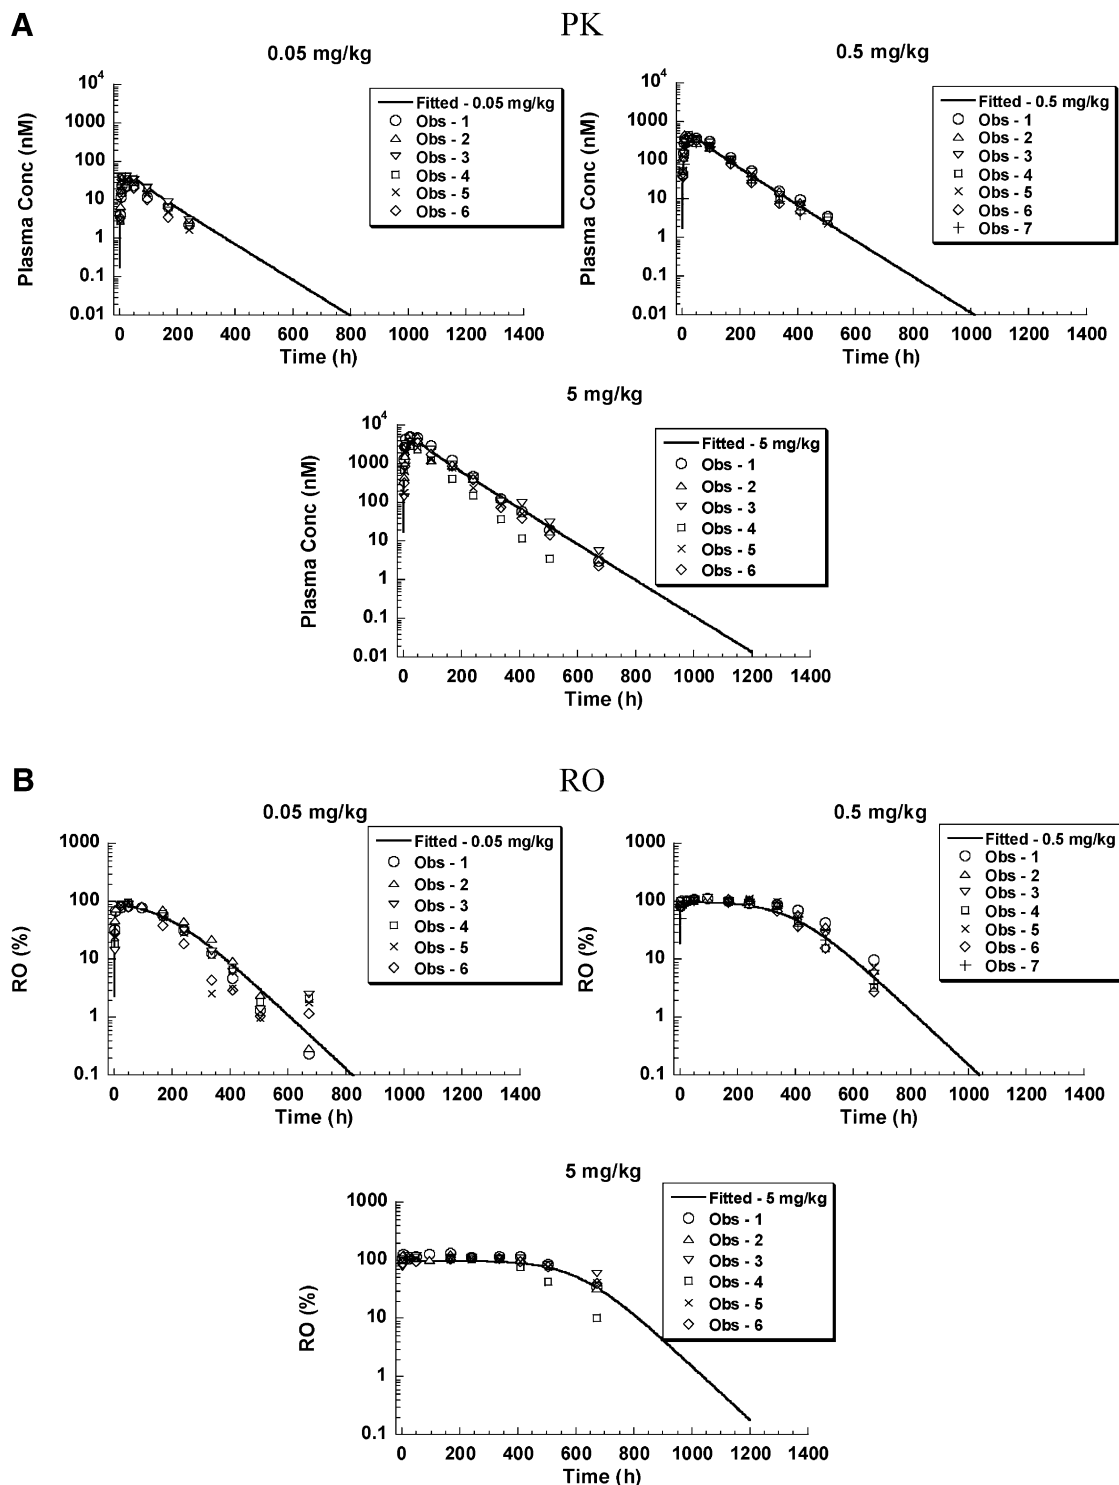 A
PK
0.05 mg/kg
10^4
1000
100
10
1
0.1
0.01
Plasma Conc (nM)
0 200 400 600 800 1000 1200 1400
Time (h)
Fitted - 0.05 mg/kg
Obs - 1
Obs - 2
Obs - 3
Obs - 4
Obs - 5
Obs - 6
0.5 mg/kg
10^4
1000
100
10
1
0.1
0.01
Plasma Conc (nM)
0 200 400 600 800 1000 1200 1400
Time (h)
Fitted - 0.5 mg/kg
Obs - 1
Obs - 2
Obs - 3
Obs - 4
Obs - 5
Obs - 6
Obs - 7
5 mg/kg
10^4
1000
100
10
1
0.1
0.01
Plasma Conc (nM)
0 200 400 600 800 1000 1200 1400
Time (h)
Fitted - 5 mg/kg
Obs - 1
Obs - 2
Obs - 3
Obs - 4
Obs - 5
Obs - 6
B
RO
0.05 mg/kg
1000
100
10
1
0.1
RO (%)
0 200 400 600 800 1000 1200 1400
Time (h)
Fitted - 0.05 mg/kg
Obs - 1
Obs - 2
Obs - 3
Obs - 4
Obs - 5
Obs - 6
0.5 mg/kg
1000
100
10
1
0.1
RO (%)
0 200 400 600 800 1000 1200 1400
Time (h)
Fitted - 0.5 mg/kg
Obs - 1
Obs - 2
Obs - 3
Obs - 4
Obs - 5
Obs - 6
Obs - 7
5 mg/kg
1000
100
10
1
0.1
RO (%)
0 200 400 600 800 1000 1200 1400
Time (h)
Fitted - 5 mg/kg
Obs - 1
Obs - 2
Obs - 3
Obs - 4
Obs - 5
Obs - 6